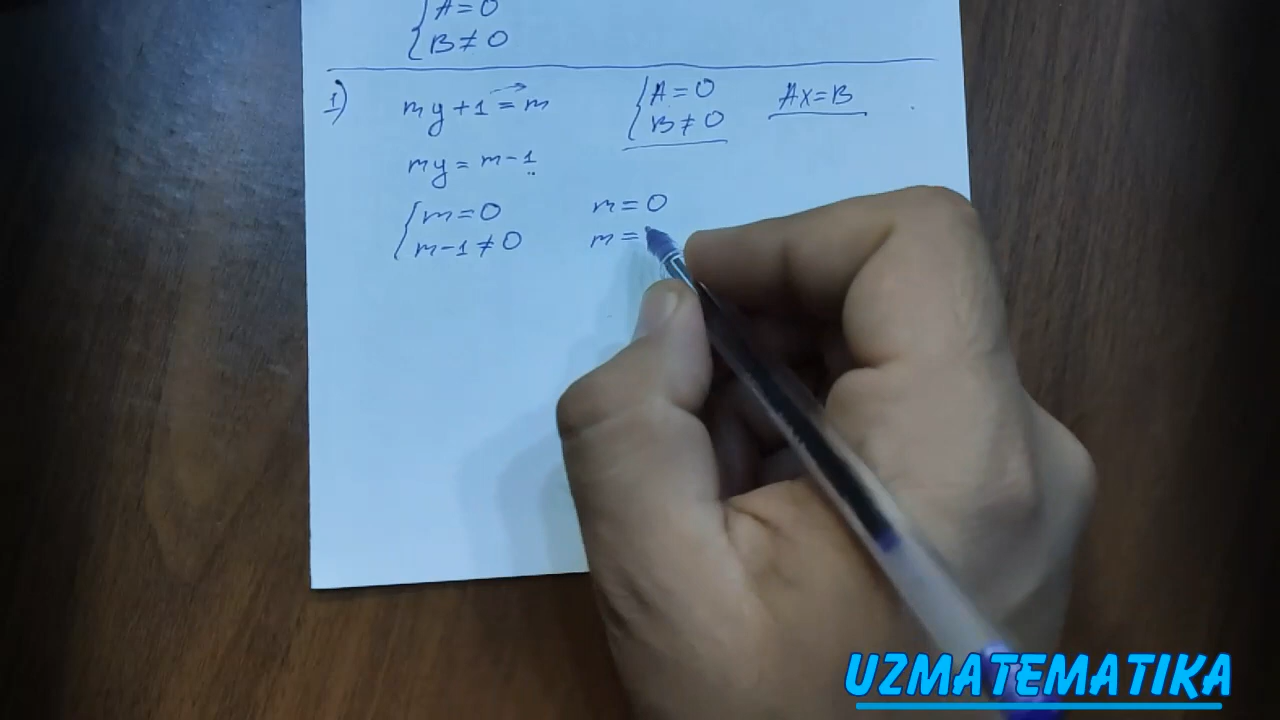 A = 0
B ≠ 0
1) my + 1 = m
A = 0
B ≠ 0
Ax = B
my = m - 1
m = 0
m - 1 ≠ 0
m = 0
m =
UZMATEMATIKA